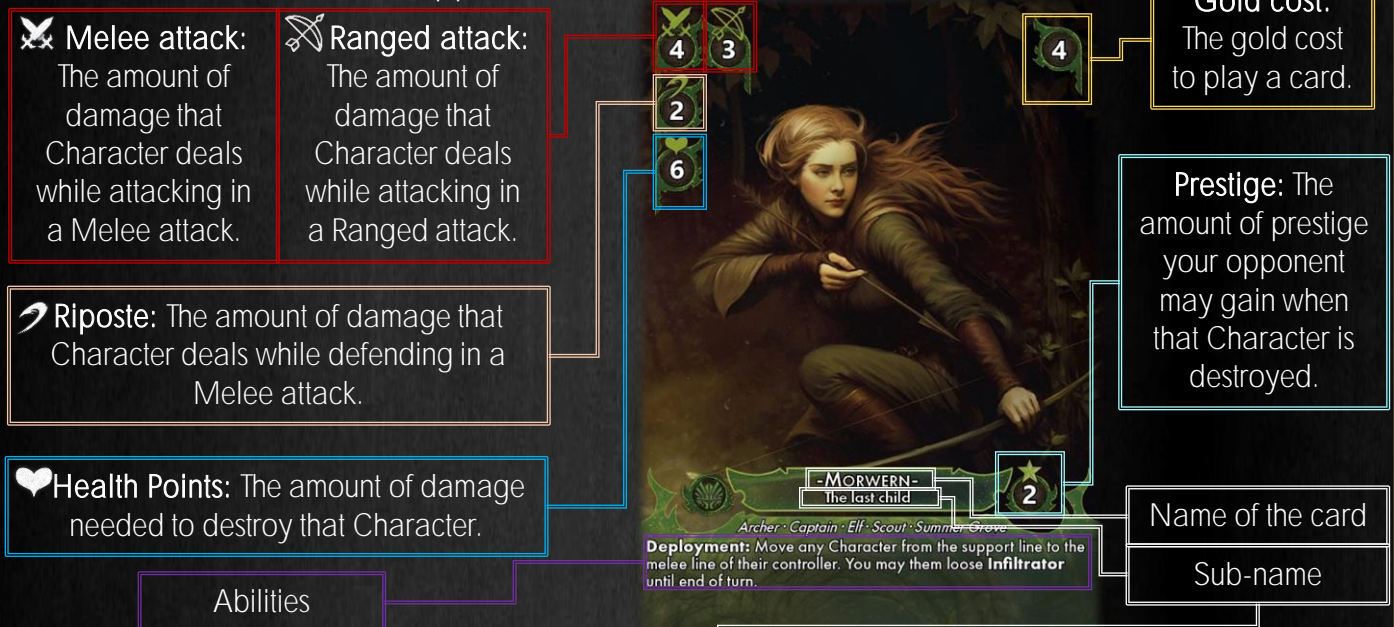 Melee attack:
The amount of
damage that
Character deals
while attacking in
a Melee attack.
Ranged attack:
The amount of
damage that
Character deals
while attacking in
a Ranged attack.
Riposte: The amount of damage that
Character deals while defending in a
Melee attack.
Health Points: The amount of damage
needed to destroy that Character.
Abilities
4
3
2
6
4
-MORWERN-
The last child
2
Archer · Captain · Elf · Scout · Summer Grove
Deployment: Move any Character from the support line to the
melee line of their controller. You may them loose Infiltrator
until end of turn.
Gold cost:
The gold cost
to play a card.
Prestige: The
amount of prestige
your opponent
may gain when
that Character is
destroyed.
Name of the card
Sub-name